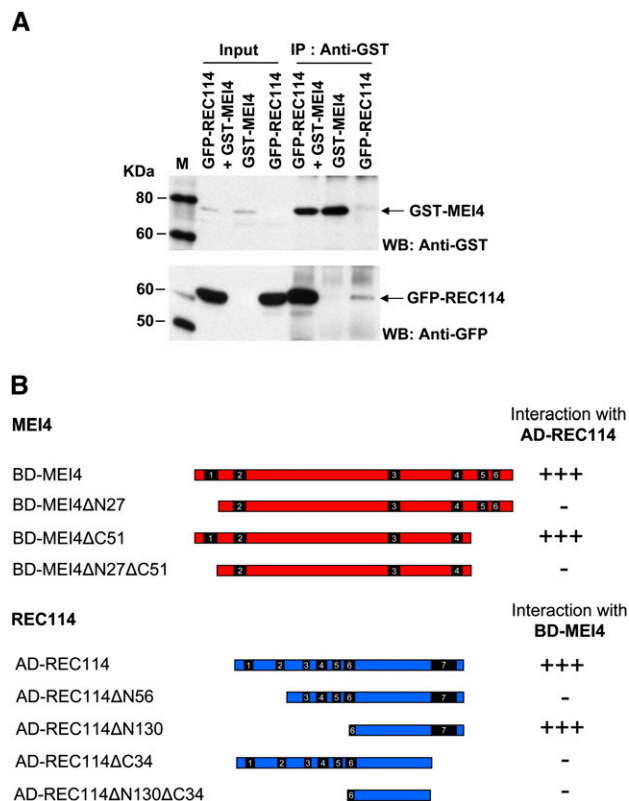 A
Input
IP : Anti-GST
KDa
M
GFP-REC114
+ GST-MEI4
GST-MEI4
GFP-REC114
GFP-REC114
+ GST-MEI4
GST-MEI4
GFP-REC114
80
60
GST-MEI4
WB: Anti-GST
60
50
GFP-REC114
WB: Anti-GFP
B
MEI4
Interaction with
AD-REC114
BD-MEI4 1 2 3 4 5 6 +++
BD-MEI4ΔN27 2 3 4 5 6 -
BD-MEI4ΔC51 1 2 3 4 +++
BD-MEI4ΔN27ΔC51 2 3 4 -
REC114
Interaction with
BD-MEI4
AD-REC114 1 2 3 4 5 6 7 +++
AD-REC114ΔN56 3 4 5 6 7 -
AD-REC114ΔN130 6 7 +++
AD-REC114ΔC34 1 2 3 4 5 6 -
AD-REC114ΔN130ΔC34 6 -